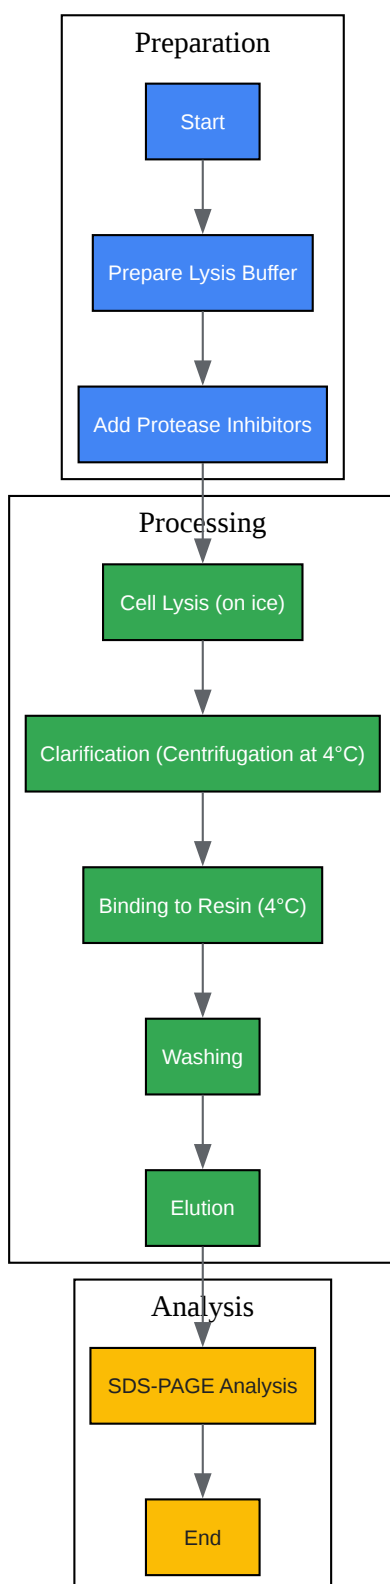 Preparation
Start
Prepare Lysis Buffer
Add Protease Inhibitors
Processing
Cell Lysis (on ice)
Clarification (Centrifugation at 4°C)
Binding to Resin (4°C)
Washing
Elution
Analysis
SDS-PAGE Analysis
End